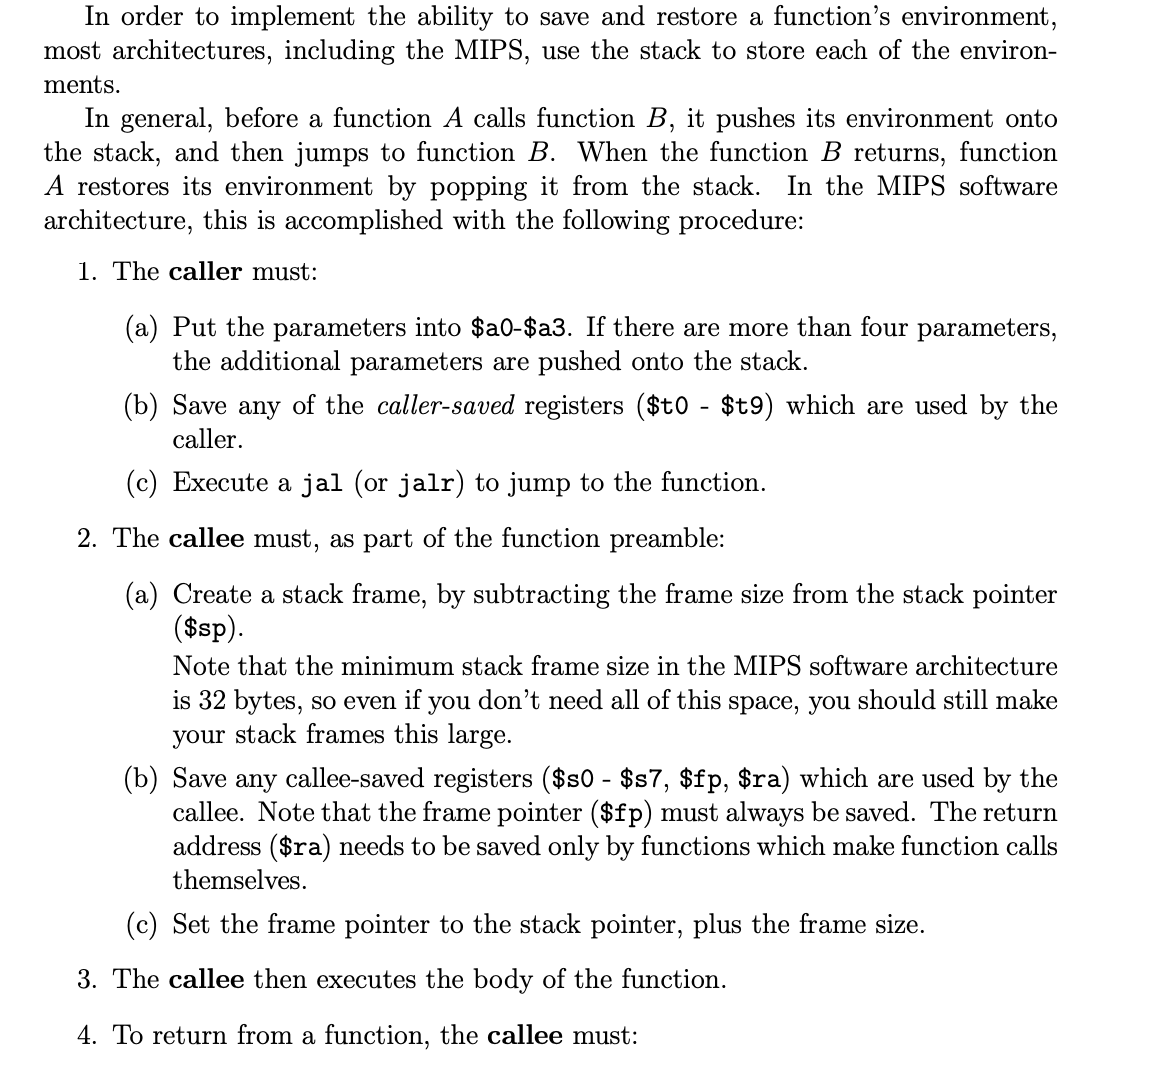 In order to implement the ability to save and restore a function’s environment,
most architectures, including the MIPS, use the stack to store each of the environ-
ments.
In general, before a function A calls function B, it pushes its environment onto
the stack, and then jumps to function B. When the function B returns, function
A restores its environment by popping it from the stack. In the MIPS software
architecture, this is accomplished with the following procedure:
1. The caller must:
(a) Put the parameters into $a0-$a3. If there are more than four parameters,
the additional parameters are pushed onto the stack.
(b) Save any of the caller-saved registers ($t0 - $t9) which are used by the
caller.
(c) Execute a jal (or jalr) to jump to the function.
2. The callee must, as part of the function preamble:
(a) Create a stack frame, by subtracting the frame size from the stack pointer
($sp).
Note that the minimum stack frame size in the MIPS software architecture
is 32 bytes, so even if you don’t need all of this space, you should still make
your stack frames this large.
(b) Save any callee-saved registers ($s0 - $s7, $fp, $ra) which are used by the
callee. Note that the frame pointer ($fp) must always be saved. The return
address ($ra) needs to be saved only by functions which make function calls
themselves.
(c) Set the frame pointer to the stack pointer, plus the frame size.
3. The callee then executes the body of the function.
4. To return from a function, the callee must: